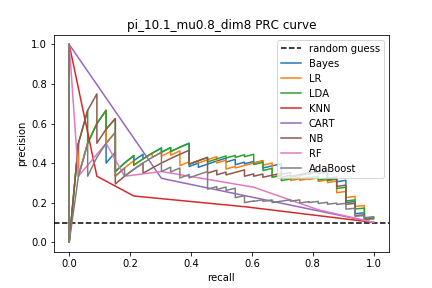 pi_10.1_mu0.8_dim8 PRC curve
1.0
0.8
0.6
0.4
0.2
0.0
precision
random guess
Bayes
LR
LDA
KNN
CART
NB
RF
AdaBoost
0.0 0.2 0.4 0.6 0.8 1.0
recall